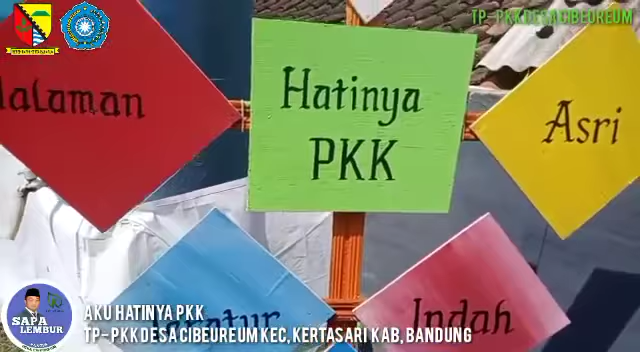 TP-PKK DESA CIBEUREUM
Halaman
Hatinya
PKK
Asri
Indah
SAPA
LEMBUR
AKU HATINYA PKK
TP-PKK DESA CIBEUREUM KEC, KERTASARI KAB, BANDUNG